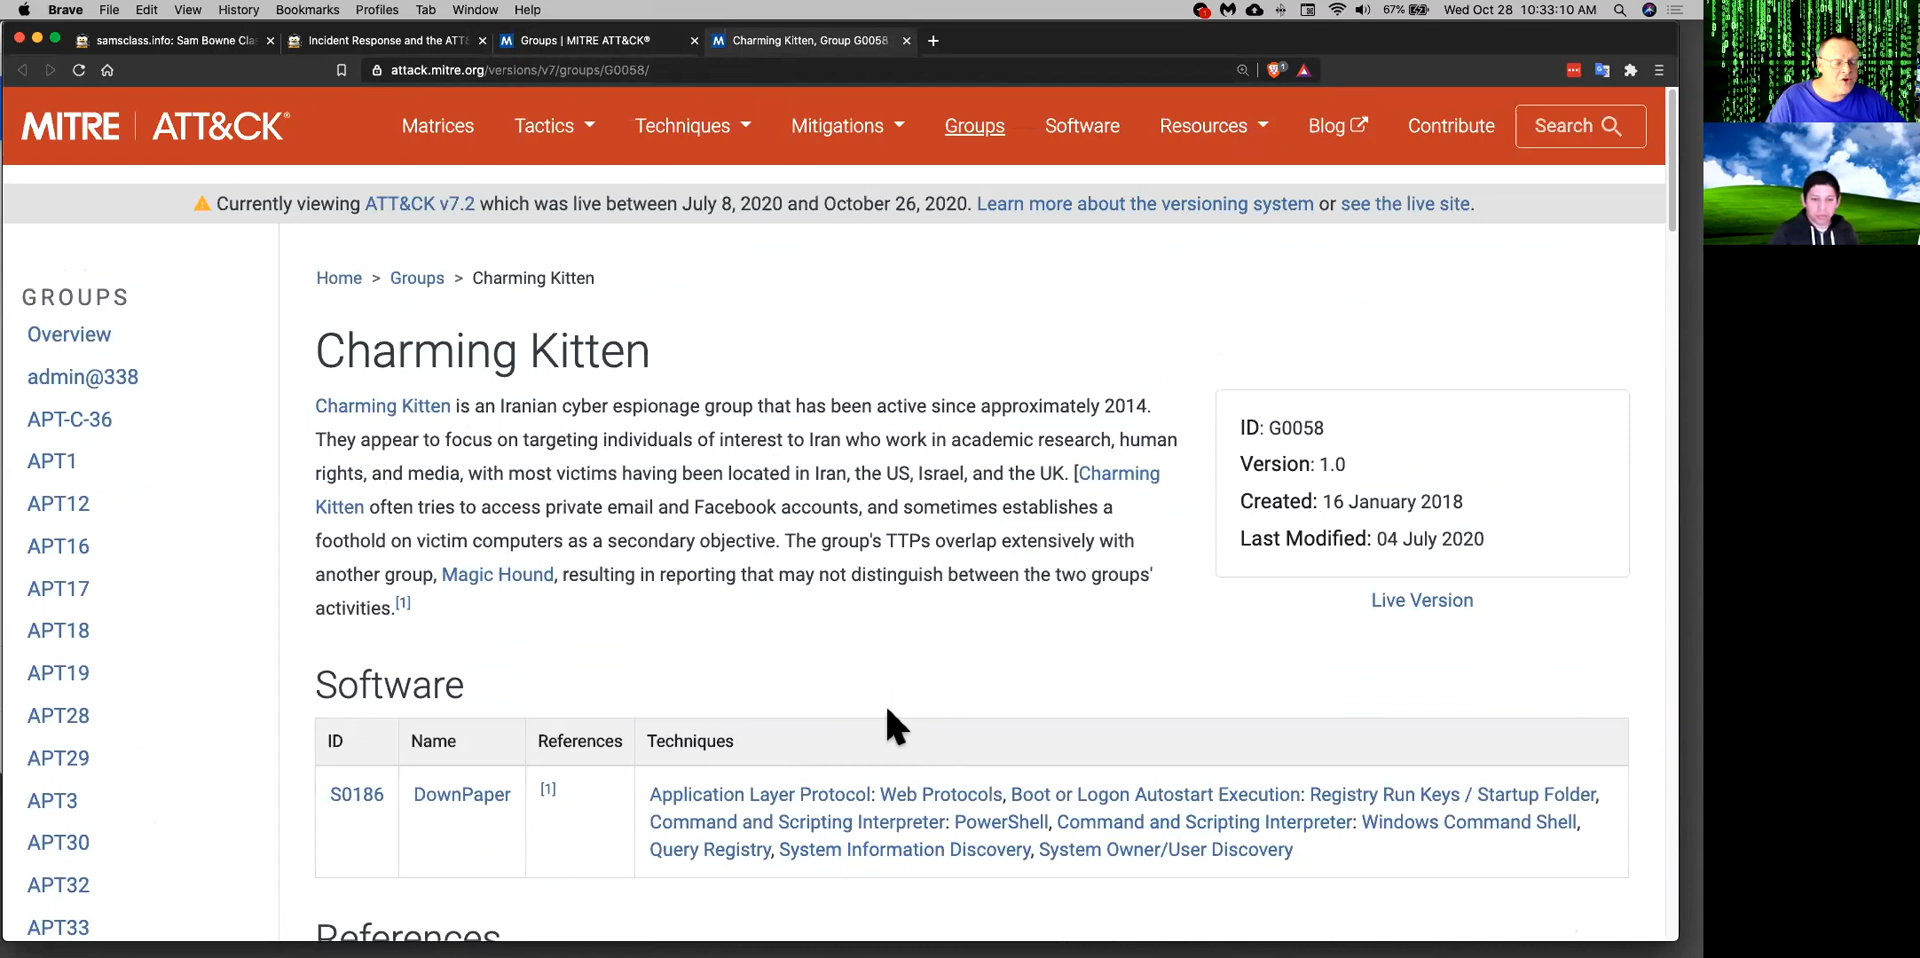 Brave File Edit View History Bookmarks Profiles Tab Window Help 67% Wed Oct 28 10:33:10 AM
samsclass.info: Sam Bowne Cla Incident Response and the ATT Groups | MITRE ATT&CK® Charming Kitten, Group G0058
attack.mitre.org/versions/v7/groups/G0058/
MITRE | ATT&CK® Matrices Tactics Techniques Mitigations Groups Software Resources Blog Contribute Search
Currently viewing ATT&CK v7.2 which was live between July 8, 2020 and October 26, 2020. Learn more about the versioning system or see the live site.
GROUPS
Overview
admin@338
APT-C-36
APT1
APT12
APT16
APT17
APT18
APT19
APT28
APT29
APT3
APT30
APT32
APT33
Home > Groups > Charming Kitten
Charming Kitten
Charming Kitten is an Iranian cyber espionage group that has been active since approximately 2014.
They appear to focus on targeting individuals of interest to Iran who work in academic research, human
rights, and media, with most victims having been located in Iran, the US, Israel, and the UK. [Charming
Kitten often tries to access private email and Facebook accounts, and sometimes establishes a
foothold on victim computers as a secondary objective. The group's TTPs overlap extensively with
another group, Magic Hound, resulting in reporting that may not distinguish between the two groups'
activities.[1]
ID: G0058
Version: 1.0
Created: 16 January 2018
Last Modified: 04 July 2020
Live Version
Software
ID Name References Techniques
S0186 DownPaper [1] Application Layer Protocol: Web Protocols, Boot or Logon Autostart Execution: Registry Run Keys / Startup Folder,
Command and Scripting Interpreter: PowerShell, Command and Scripting Interpreter: Windows Command Shell,
Query Registry, System Information Discovery, System Owner/User Discovery
References